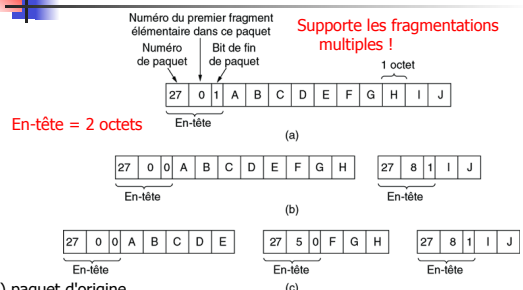 Numéro du premier fragment
élémentaire dans ce paquet
Supporte les fragmentations
multiples !
Numéro
de paquet
Bit de fin
de paquet
1 octet
27 0 1 A B C D E F G H I J
En-tête = 2 octets
En-tête
(a)
27 0 0 A B C D E F G H
27 8 1 I J
En-tête
En-tête
(b)
27 0 0 A B C D E
27 5 0 F G H
27 8 1 I J
En-tête
En-tête
En-tête
(c)
) paquet d'origine